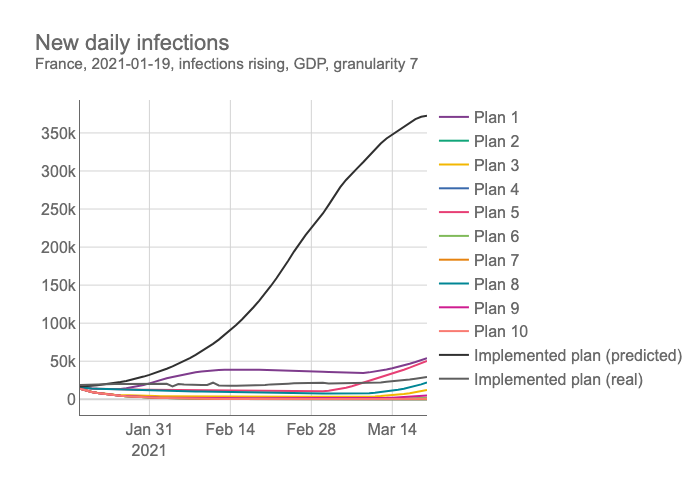 New daily infections
France, 2021-01-19, infections rising, GDP, granularity 7
350k
300k
250k
200k
150k
100k
50k
0
Jan 31
2021
Feb 14
Feb 28
Mar 14
Plan 1
Plan 2
Plan 3
Plan 4
Plan 5
Plan 6
Plan 7
Plan 8
Plan 9
Plan 10
Implemented plan (predicted)
Implemented plan (real)